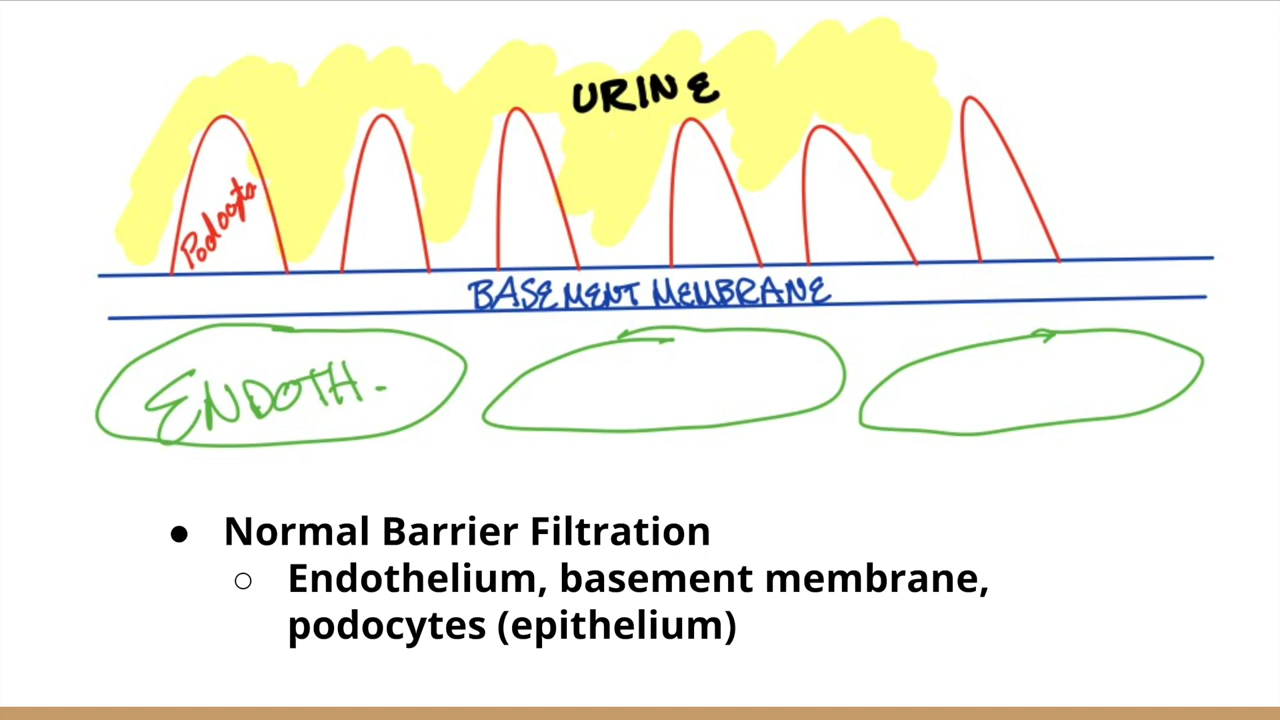 URINE
Podocyte
BASEMENT MEMBRANE
ENDOTH.
● Normal Barrier Filtration
○ Endothelium, basement membrane,
podocytes (epithelium)